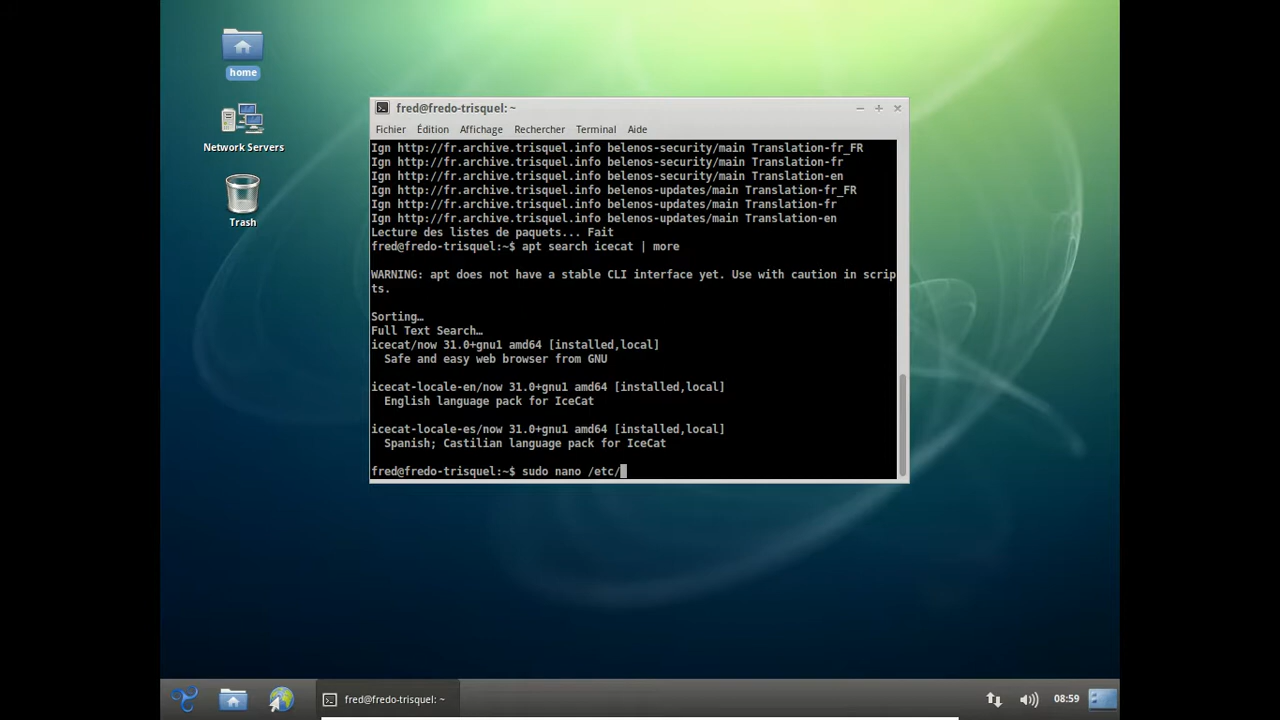 home
Network Servers
Trash
fred@fredo-trisquel: ~
Fichier Édition Affichage Rechercher Terminal Aide
Ign http://fr.archive.trisquel.info belenos-security/main Translation-fr_FR
Ign http://fr.archive.trisquel.info belenos-security/main Translation-fr
Ign http://fr.archive.trisquel.info belenos-security/main Translation-en
Ign http://fr.archive.trisquel.info belenos-updates/main Translation-fr_FR
Ign http://fr.archive.trisquel.info belenos-updates/main Translation-fr
Ign http://fr.archive.trisquel.info belenos-updates/main Translation-en
Lecture des listes de paquets... Fait
fred@fredo-trisquel:~$ apt search icecat | more
WARNING: apt does not have a stable CLI interface yet. Use with caution in scrip
ts.
Sorting…
Full Text Search…
icecat/now 31.0+gnu1 amd64 [installed,local]
Safe and easy web browser from GNU
icecat-locale-en/now 31.0+gnu1 amd64 [installed,local]
English language pack for IceCat
icecat-locale-es/now 31.0+gnu1 amd64 [installed,local]
Spanish; Castilian language pack for IceCat
fred@fredo-trisquel:~$ sudo nano /etc/
fred@fredo-trisquel: ~
08:59